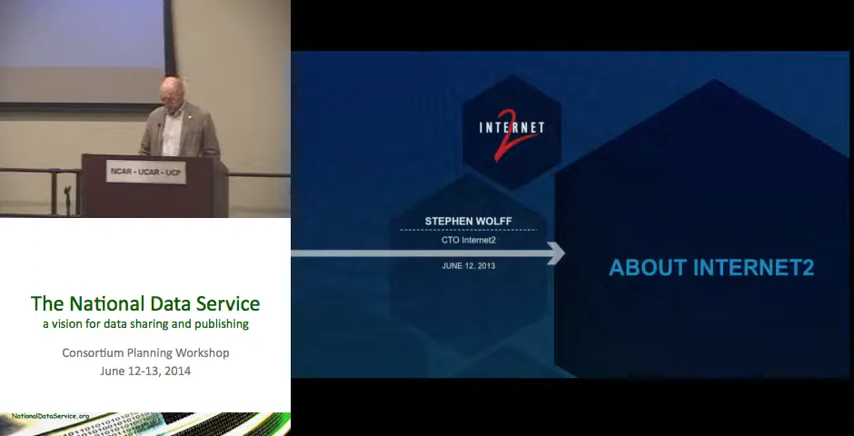 NCAR - UCAR - UCP
The National Data Service
a vision for data sharing and publishing
Consortium Planning Workshop
June 12-13, 2014
NationalDataService.org
INTERNET
2
STEPHEN WOLFF
CTO Internet2
JUNE 12, 2013
ABOUT INTERNET2